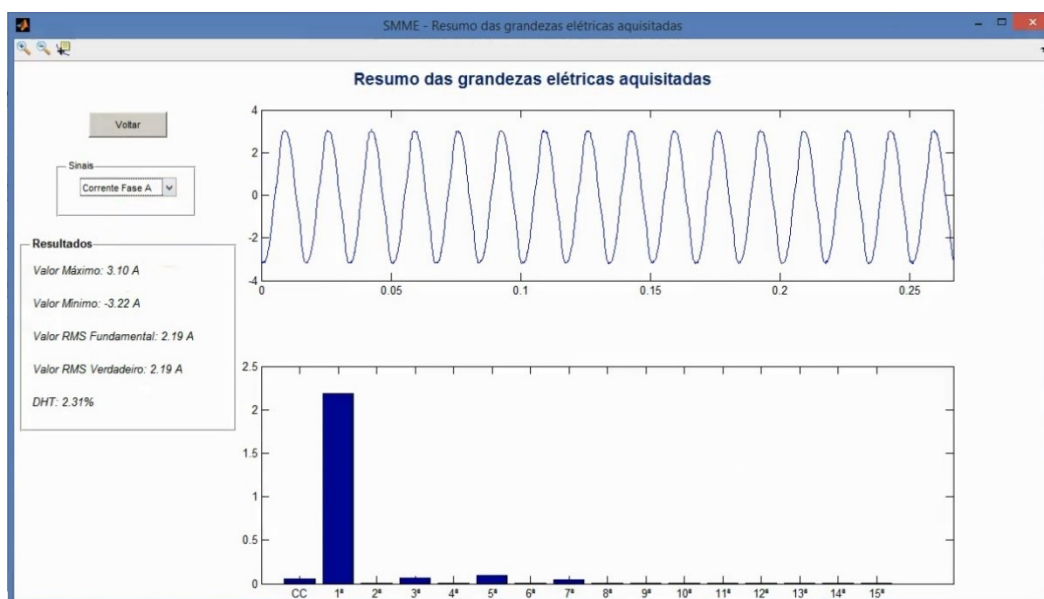 SMME - Resumo das grandezas elétricas aquisitadas
Resumo das grandezas elétricas aquisitadas
Voltar
Sinais
Corrente Fase A
Resultados
Valor Máximo: 3.10 A
Valor Mínimo: -3.22 A
Valor RMS Fundamental: 2.19 A
Valor RMS Verdadeiro: 2.19 A
DHT: 2.31%
4
2
0
-2
-4
0 0.05 0.1 0.15 0.2 0.25
2.5
2
1.5
1
0.5
0
CC 1ª 2ª 3ª 4ª 5ª 6ª 7ª 8ª 9ª 10ª 11ª 12ª 13ª 14ª 15ª